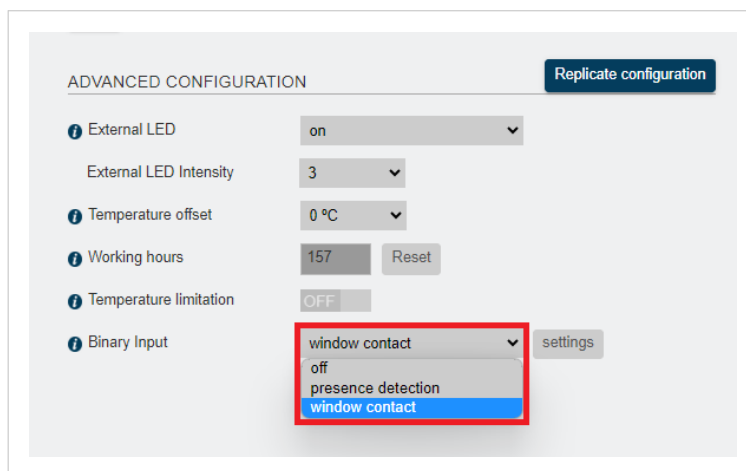 ADVANCED CONFIGURATION
Replicate configuration
External LED
on
External LED Intensity
3
Temperature offset
0 ºC
Working hours
157
Reset
Temperature limitation
OFF
Binary Input
window contact
settings
off
presence detection
window contact